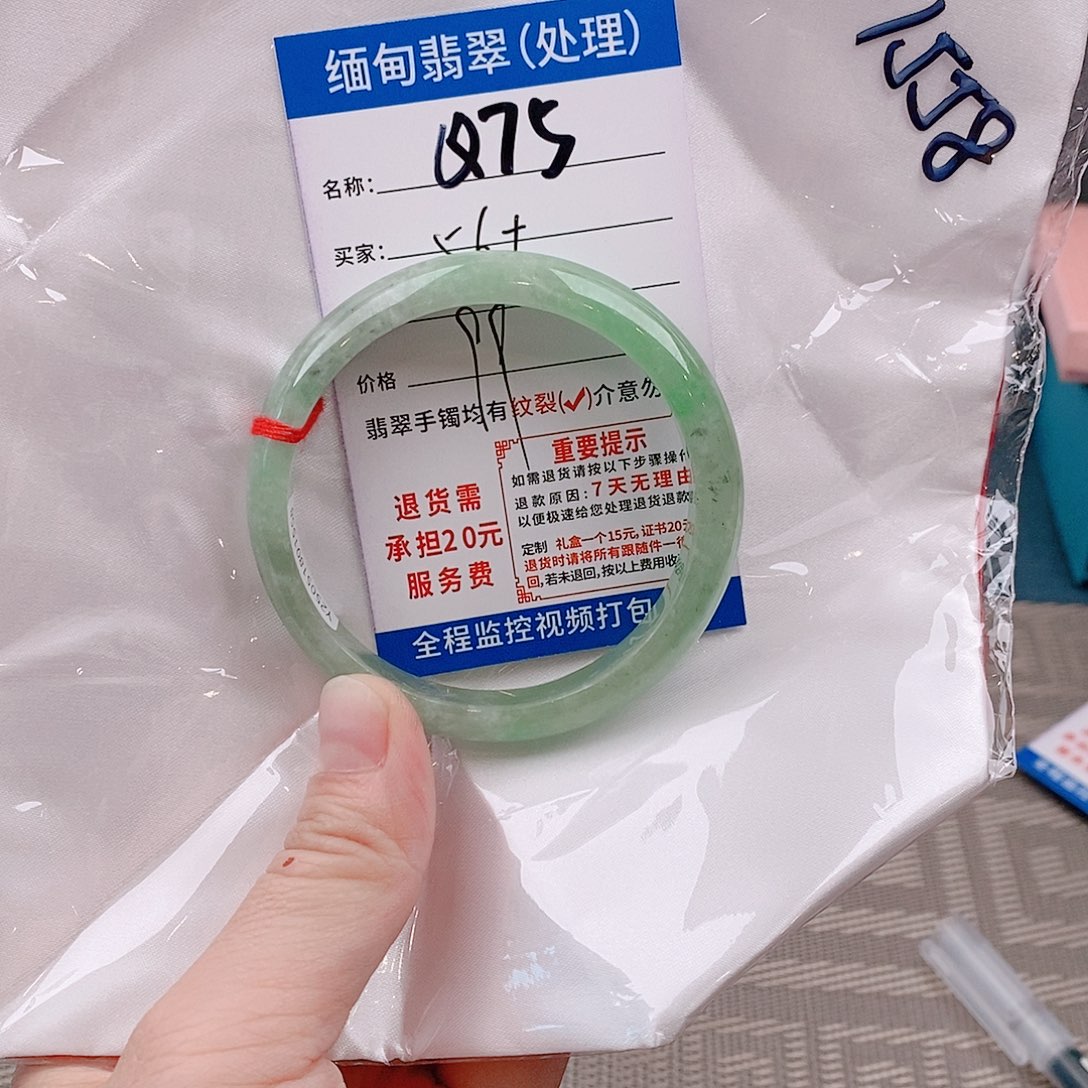 缅甸翡翠(处理)
Q75
名称:
买家:
价格
翡翠手镯均有纹裂(✓)介意勿
重要提示
如需退货请按以下步骤操作
退款原因:7天无理由
以便极速给您处理退货退款
定制 礼盒一个15元,证书20元
退货时请将所有跟随件一
回,若未退回,按以上费用收
退货需
承担20元
服务费
全程监控视频打包
1558